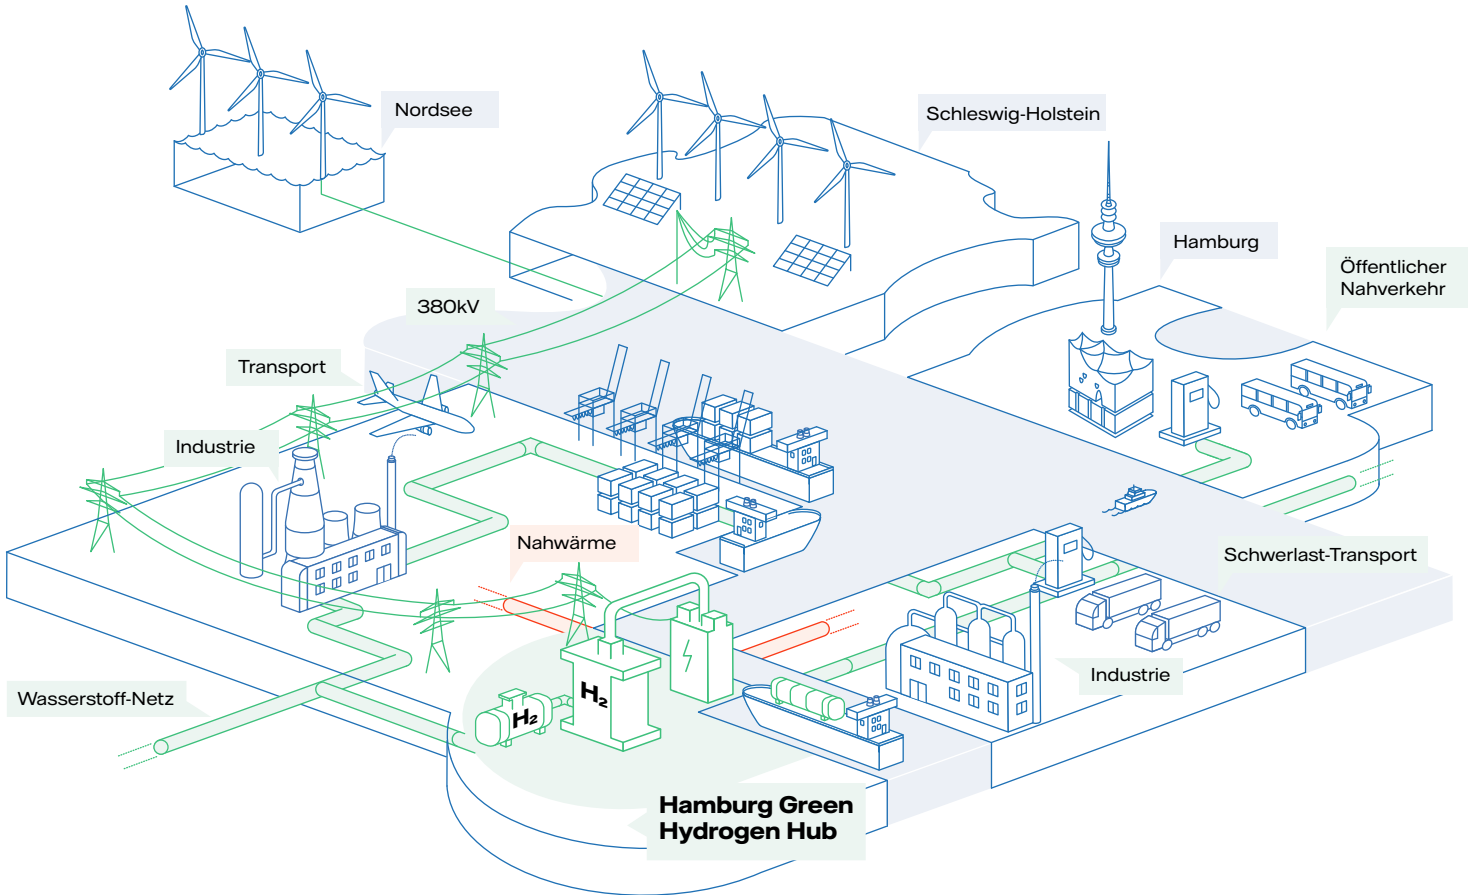 Nordsee
Schleswig-Holstein
Hamburg
Öffentlicher
Nahverkehr
380kV
Transport
Industrie
Nahwärme
Schwerlast-Transport
Industrie
Wasserstoff-Netz
H₂
H₂
Hamburg Green
Hydrogen Hub